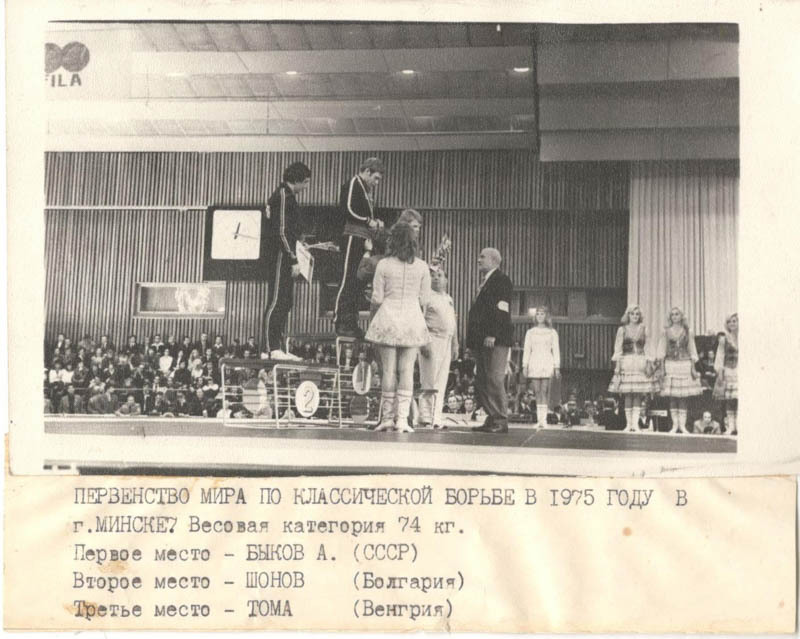 FILA
2
ПЕРВЕНСТВО МИРА ПО КЛАССИЧЕСКОЙ БОРЬБЕ В 1975 ГОДУ В
г.МИНСКЕ7 Весовая категория 74 кг.
Первое место - БЫКОВ А. (СССР)
Второе место - ШОНОВ (Болгария)
Третье место - ТОМА (Венгрия)